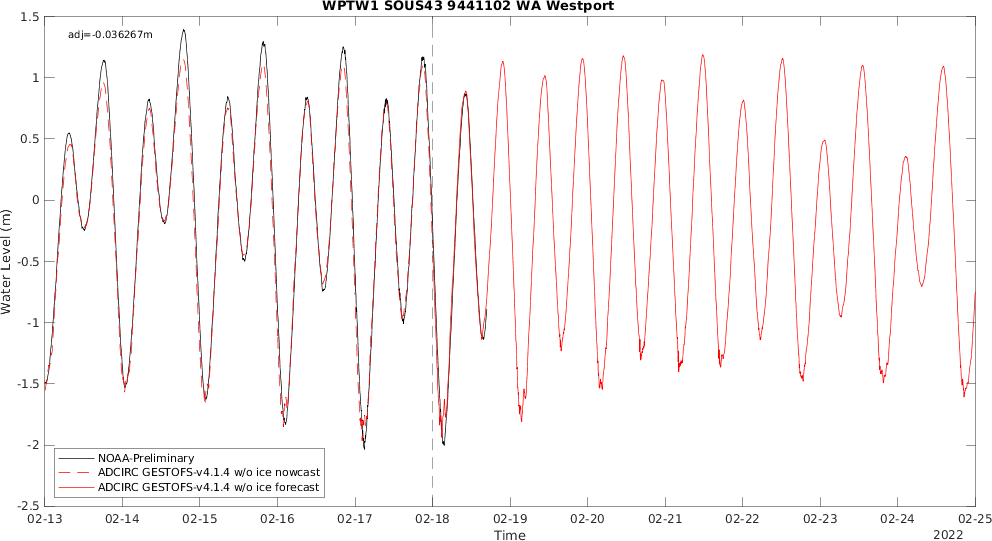 WPTW1 SOUS43 9441102 WA Westport
adj=-0.036267m
1.5
1
0.5
0
-0.5
-1
-1.5
-2
-2.5
Water Level (m)
NOAA-Preliminary
ADCIRC GESTOFS-v4.1.4 w/o ice nowcast
ADCIRC GESTOFS-v4.1.4 w/o ice forecast
02-13 02-14 02-15 02-16 02-17 02-18 02-19 02-20 02-21 02-22 02-23 02-24 02-25
Time
2022